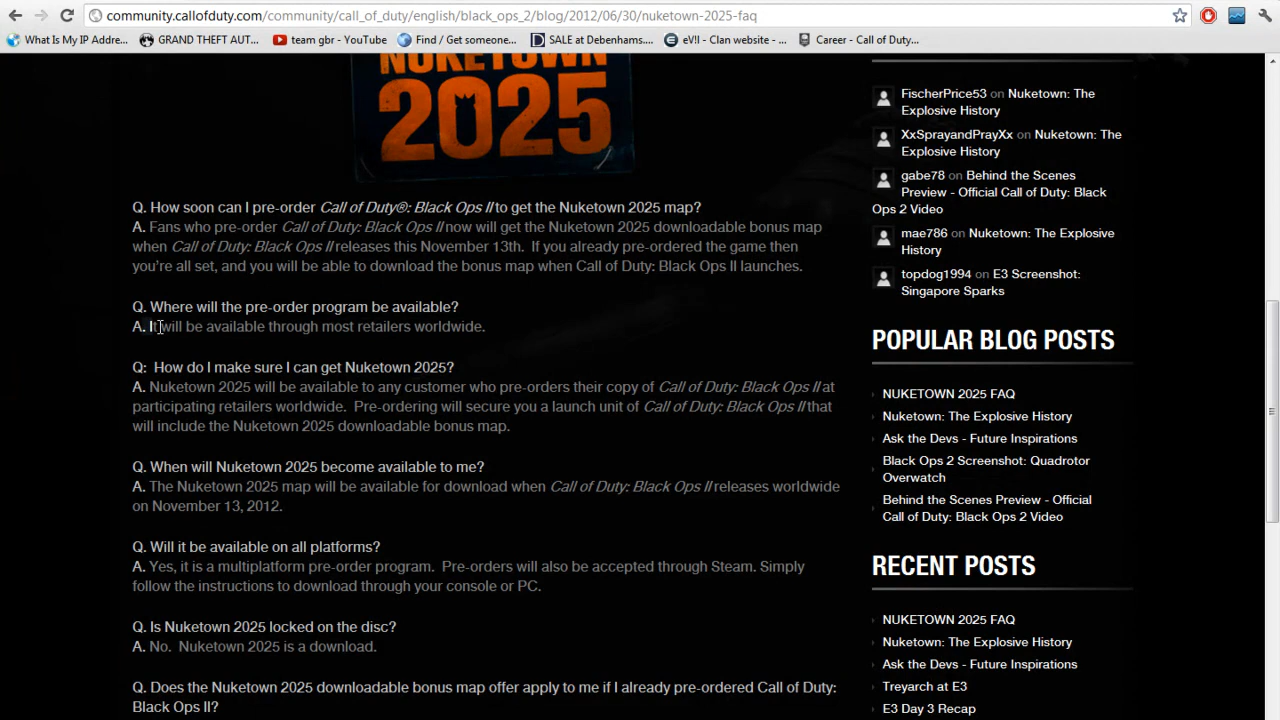 community.callofduty.com/community/call_of_duty/english/black_ops_2/blog/2012/06/30/nuketown-2025-faq
What Is My IP Addre... GRAND THEFT AUT... team gbr - YouTube Find / Get someone... SALE at Debenhams.... eV!l - Clan website - ... Career - Call of Duty...
NUKETOWN
2025
Q. How soon can I pre-order Call of Duty®: Black Ops II to get the Nuketown 2025 map?
A. Fans who pre-order Call of Duty: Black Ops II now will get the Nuketown 2025 downloadable bonus map
when Call of Duty: Black Ops II releases this November 13th. If you already pre-ordered the game then
you're all set, and you will be able to download the bonus map when Call of Duty: Black Ops II launches.
Q. Where will the pre-order program be available?
A. It will be available through most retailers worldwide.
Q: How do I make sure I can get Nuketown 2025?
A. Nuketown 2025 will be available to any customer who pre-orders their copy of Call of Duty: Black Ops II at
participating retailers worldwide. Pre-ordering will secure you a launch unit of Call of Duty: Black Ops II that
will include the Nuketown 2025 downloadable bonus map.
Q. When will Nuketown 2025 become available to me?
A. The Nuketown 2025 map will be available for download when Call of Duty: Black Ops II releases worldwide
on November 13, 2012.
Q. Will it be available on all platforms?
A. Yes, it is a multiplatform pre-order program. Pre-orders will also be accepted through Steam. Simply
follow the instructions to download through your console or PC.
Q. Is Nuketown 2025 locked on the disc?
A. No. Nuketown 2025 is a download.
Q. Does the Nuketown 2025 downloadable bonus map offer apply to me if I already pre-ordered Call of Duty:
Black Ops II?
FischerPrice53 on Nuketown: The
Explosive History
XxSprayandPrayXx on Nuketown: The
Explosive History
gabe78 on Behind the Scenes
Preview - Official Call of Duty: Black
Ops 2 Video
mae786 on Nuketown: The Explosive
History
topdog1994 on E3 Screenshot:
Singapore Sparks
POPULAR BLOG POSTS
NUKETOWN 2025 FAQ
Nuketown: The Explosive History
Ask the Devs - Future Inspirations
Black Ops 2 Screenshot: Quadrotor
Overwatch
Behind the Scenes Preview - Official
Call of Duty: Black Ops 2 Video
RECENT POSTS
NUKETOWN 2025 FAQ
Nuketown: The Explosive History
Ask the Devs - Future Inspirations
Treyarch at E3
E3 Day 3 Recap